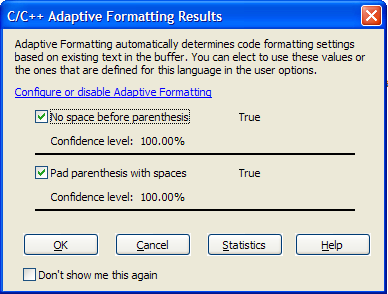 C/C++ Adaptive Formatting Results
Adaptive Formatting automatically determines code formatting settings
based on existing text in the buffer. You can elect to use these values or
the ones that are defined for this language in the user options.
Configure or disable Adaptive Formatting
No space before parenthesis True
Confidence level: 100.00%
Pad parenthesis with spaces True
Confidence level: 100.00%
OK Cancel Statistics Help
Don't show me this again